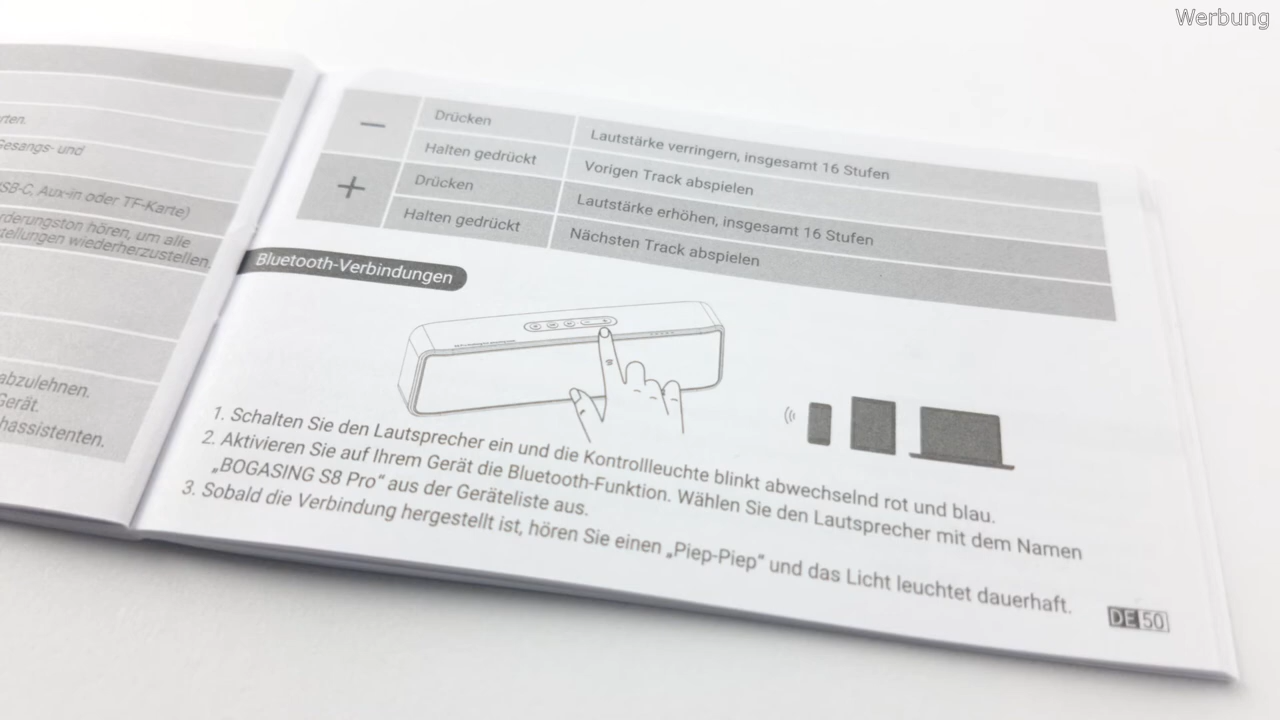 Werbung
rten.
Gesangs- und
SB-C, Aux-in oder TF-Karte)
rderungston hören, um alle
tellungen wiederherzustellen.
abzulehnen.
Gerät.
hassistenten.
− Drücken Lautstärke verringern, insgesamt 16 Stufen
Halten gedrückt Vorigen Track abspielen
+ Drücken Lautstärke erhöhen, insgesamt 16 Stufen
Halten gedrückt Nächsten Track abspielen
Bluetooth-Verbindungen
1. Schalten Sie den Lautsprecher ein und die Kontrollleuchte blinkt abwechselnd rot und blau.
2. Aktivieren Sie auf Ihrem Gerät die Bluetooth-Funktion. Wählen Sie den Lautsprecher mit dem Namen
„BOGASING S8 Pro“ aus der Geräteliste aus.
3. Sobald die Verbindung hergestellt ist, hören Sie einen „Piep-Piep“ und das Licht leuchtet dauerhaft.
DE 50